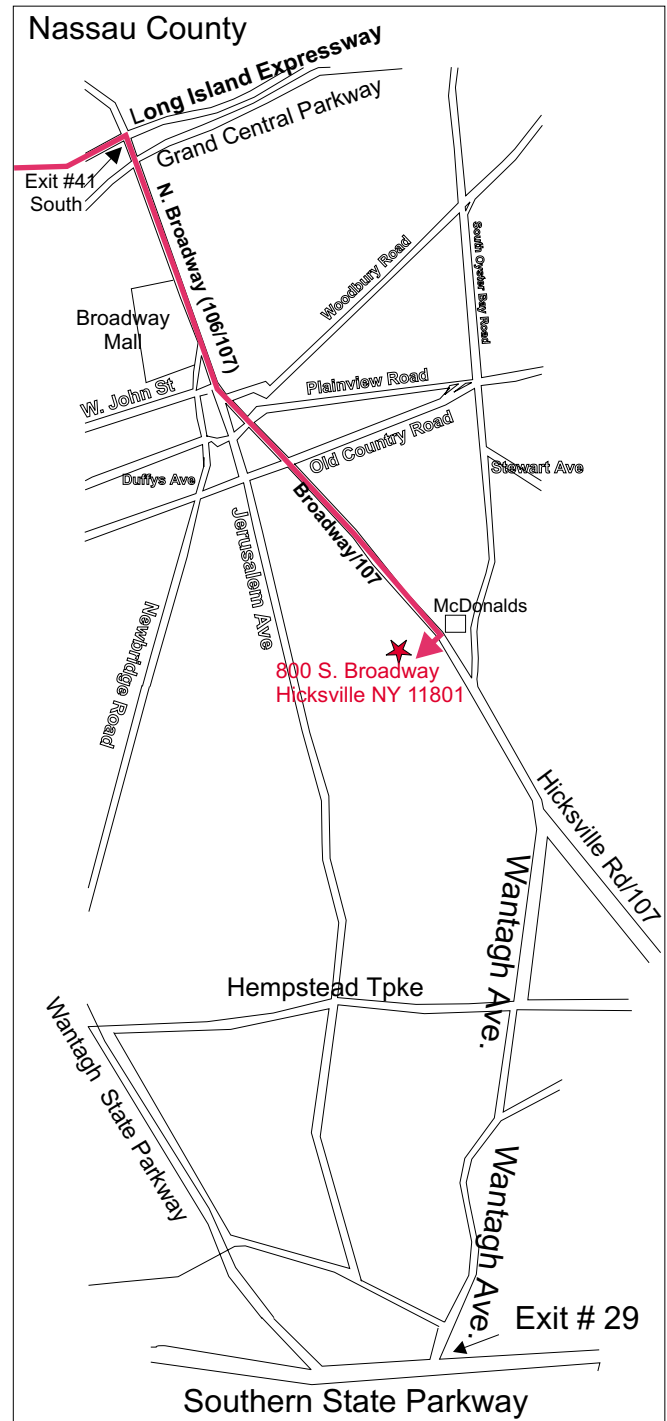 Nassau County
Long Island Expressway
Grand Central Parkway
Exit #41
South
N. Broadway (106/107)
Woodbury Road
South Oyster Bay Road
Broadway
Mall
W. John St
Plainview Road
Old Country Road
Duffys Ave
Stewart Ave
Broadway/107
Jerusalem Ave
McDonalds
Newbridge Road
800 S. Broadway
Hicksville NY 11801
Hicksville Rd/107
Wantagh Ave.
Hempstead Tpke
Wantagh State Parkway
Wantagh Ave.
Exit # 29
Southern State Parkway